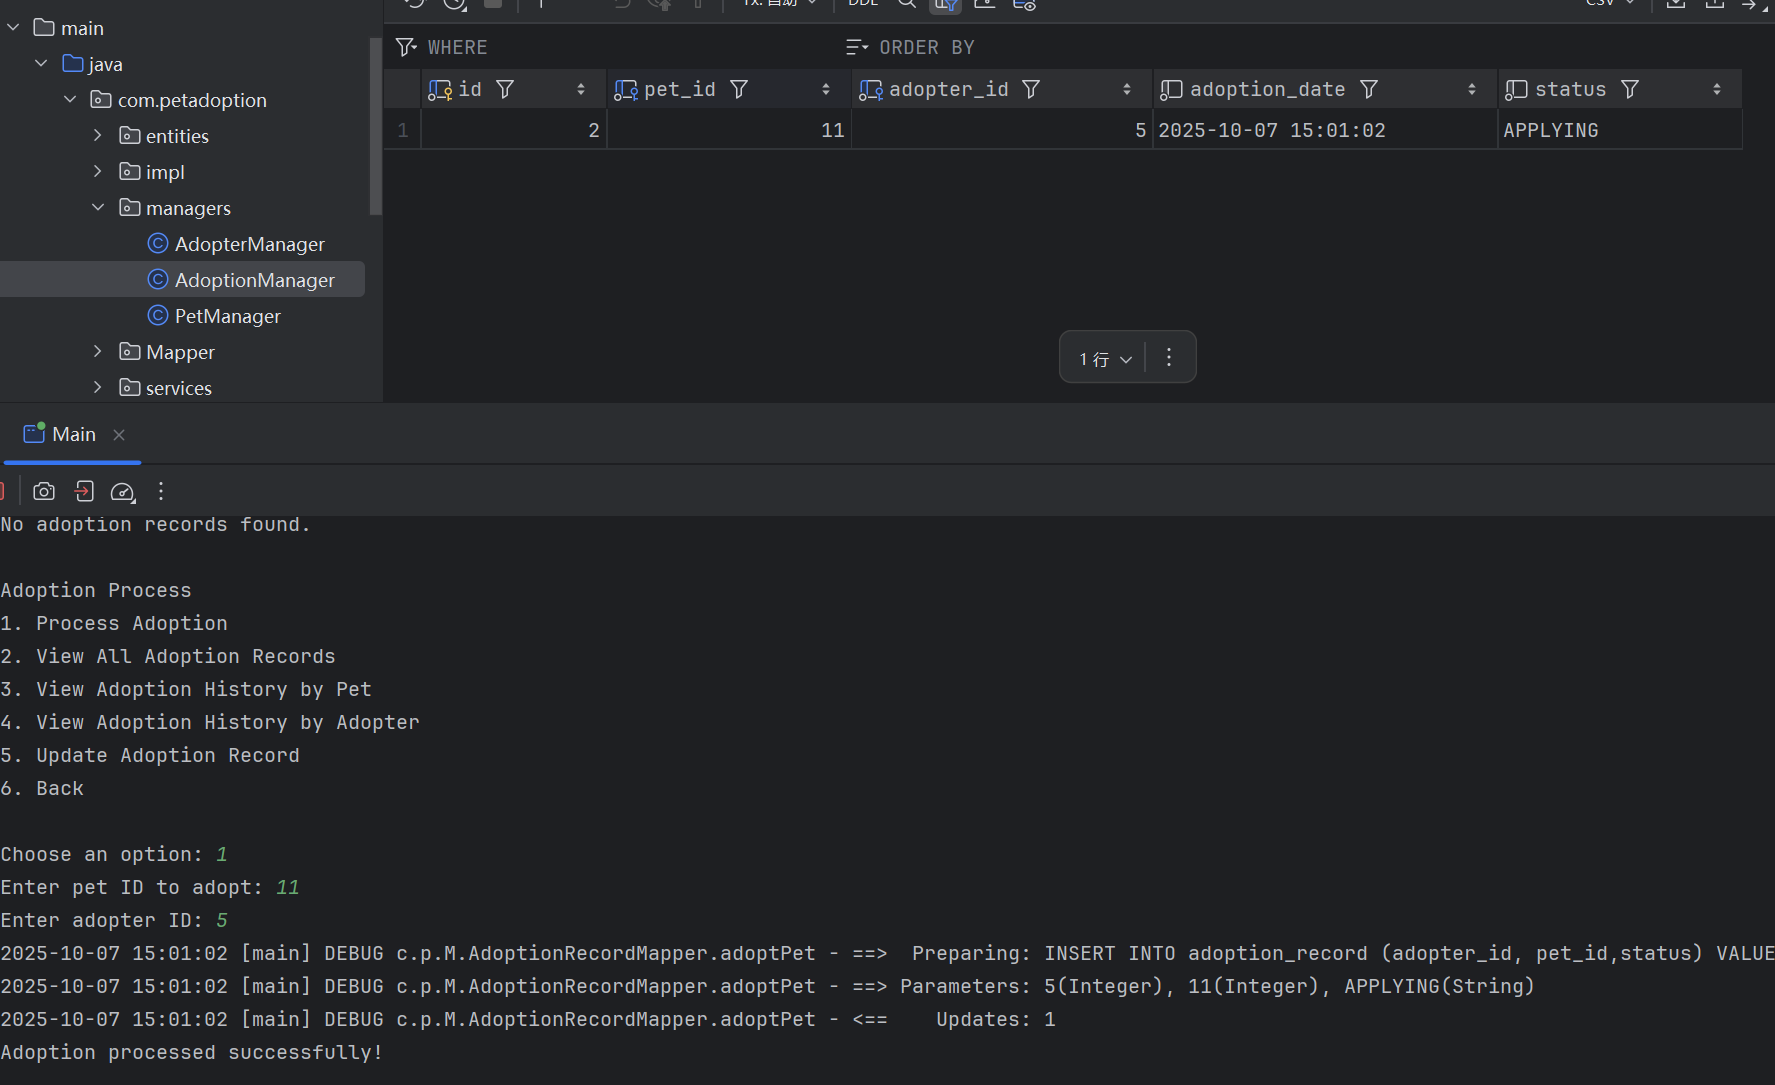 main
java
com.petadoption
entities
impl
managers
AdopterManager
AdoptionManager
PetManager
Mapper
services
Tx: 自动
DDL
CSV
WHERE
ORDER BY
id pet_id adopter_id adoption_date status
1 2 11 5 2025-10-07 15:01:02 APPLYING
1 行
Main
No adoption records found.
Adoption Process
1. Process Adoption
2. View All Adoption Records
3. View Adoption History by Pet
4. View Adoption History by Adopter
5. Update Adoption Record
6. Back
Choose an option: 1
Enter pet ID to adopt: 11
Enter adopter ID: 5
2025-10-07 15:01:02 [main] DEBUG c.p.M.AdoptionRecordMapper.adoptPet - ==>  Preparing: INSERT INTO adoption_record (adopter_id, pet_id,status) VALUE
2025-10-07 15:01:02 [main] DEBUG c.p.M.AdoptionRecordMapper.adoptPet - ==> Parameters: 5(Integer), 11(Integer), APPLYING(String)
2025-10-07 15:01:02 [main] DEBUG c.p.M.AdoptionRecordMapper.adoptPet - <==    Updates: 1
Adoption processed successfully!